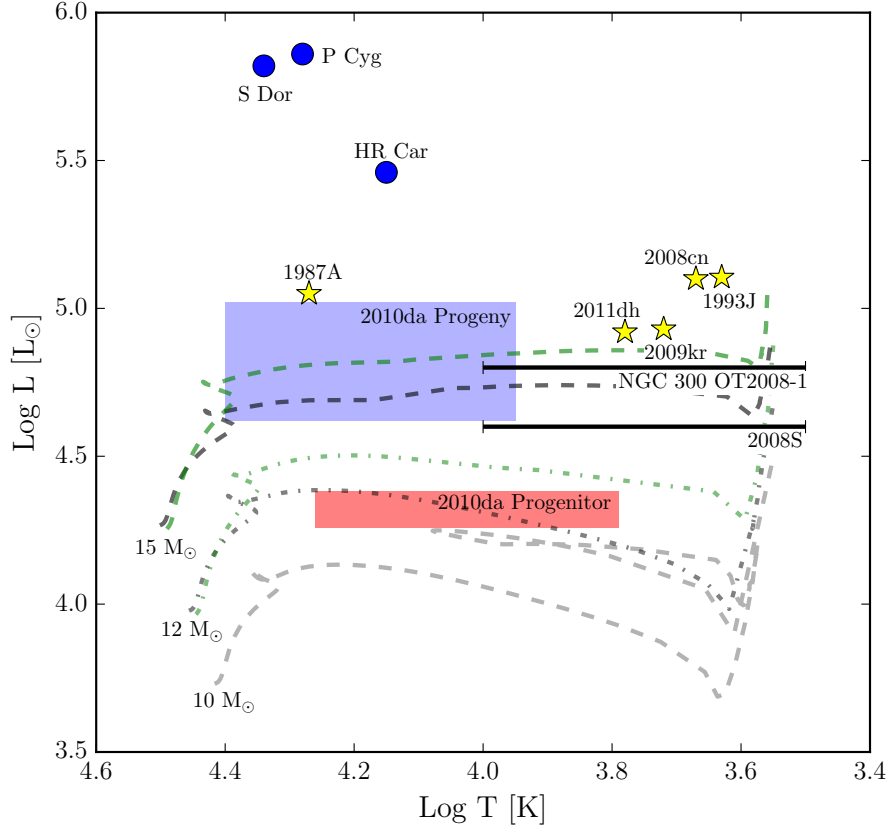 6.0
P Cyg
S Dor
5.5
HR Car
1987A
2008cn
1993J
2011dh
2009kr
5.0
2010da Progeny
NGC 300 OT2008-1
2008S
4.5
2010da Progenitor
15 M☉
12 M☉
4.0
10 M☉
3.5
4.6
4.4
4.2
4.0
3.8
3.6
3.4
Log T [K]
Log L [L☉]